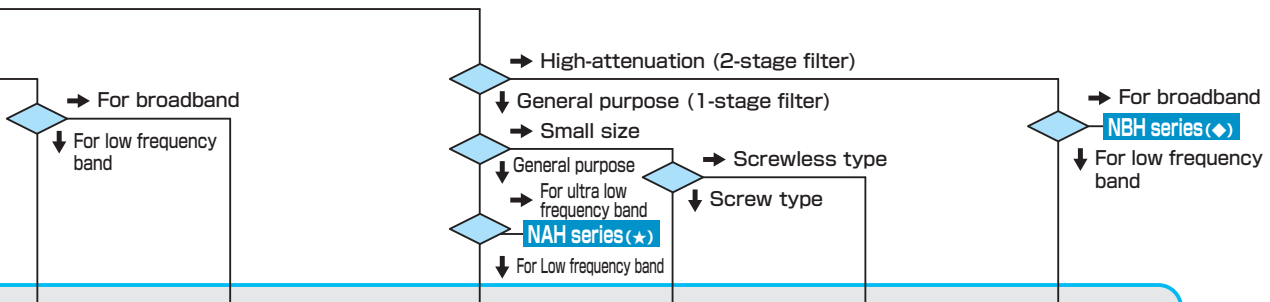 ➡ High-attenuation (2-stage filter)
➡ For broadband
⬇ General purpose (1-stage filter)
➡ For broadband
⬇ For low frequency
band
➡ Small size
NBH series(◆)
⬇ General purpose
➡ Screwless type
⬇ For low frequency
band
➡ For ultra low
frequency band
⬇ Screw type
NAH series(★)
⬇ For Low frequency band